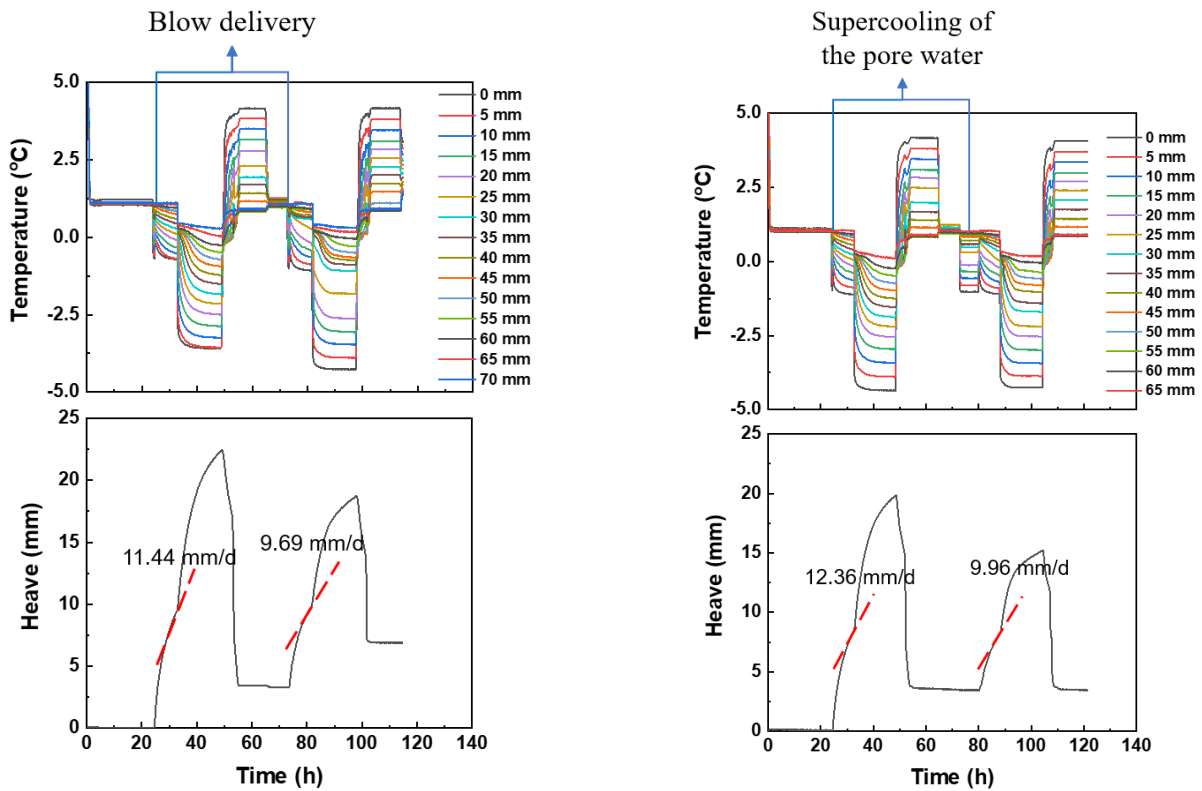 Blow delivery
Temperature (°C)
5.0
2.5
0.0
-2.5
-5.0
0 mm
5 mm
10 mm
15 mm
20 mm
25 mm
30 mm
35 mm
40 mm
45 mm
50 mm
55 mm
60 mm
65 mm
70 mm
Heave (mm)
25
20
15
10
5
0
11.44 mm/d
9.69 mm/d
0 20 40 60 80 100 120 140
Time (h)
Supercooling of
the pore water
Temperature (°C)
5.0
2.5
0.0
-2.5
-5.0
0 mm
5 mm
10 mm
15 mm
20 mm
25 mm
30 mm
35 mm
40 mm
45 mm
50 mm
55 mm
60 mm
65 mm
Heave (mm)
25
20
15
10
5
0
12.36 mm/d
9.96 mm/d
0 20 40 60 80 100 120 140
Time (h)